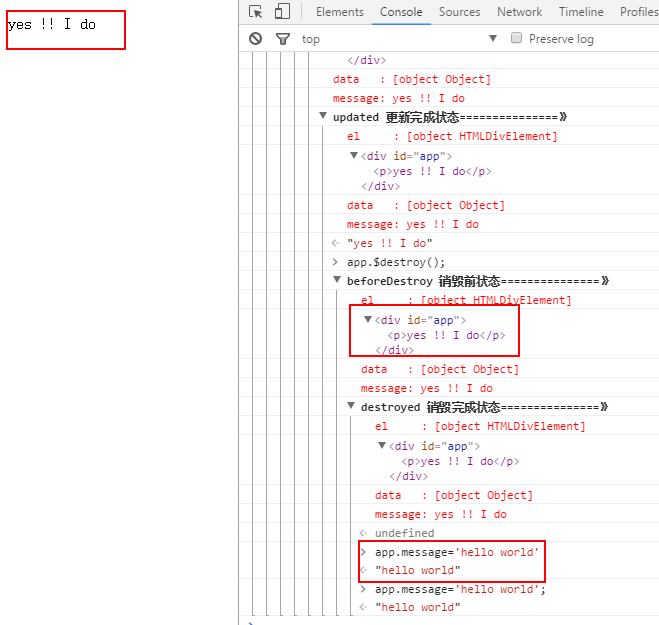 yes !! I do
Elements Console Sources Network Timeline Profiles
top Preserve log
</div>
data : [object Object]
message: yes !! I do
updated 更新完成状态===============》
el : [object HTMLDivElement]
<div id="app">
<p>yes !! I do</p>
</div>
data : [object Object]
message: yes !! I do
"yes !! I do"
app.$destroy();
beforeDestroy 销毁前状态===============》
el : [object HTMLDivElement]
<div id="app">
<p>yes !! I do</p>
</div>
data : [object Object]
message: yes !! I do
destroyed 销毁完成状态===============》
el : [object HTMLDivElement]
<div id="app">
<p>yes !! I do</p>
</div>
data : [object Object]
message: yes !! I do
undefined
app.message='hello world'
"hello world"
app.message='hello world';
"hello world"